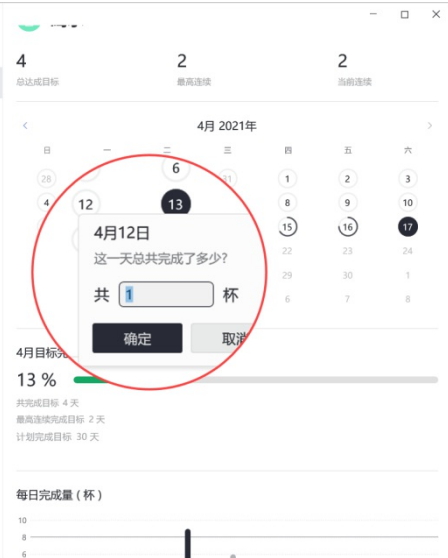 4
总达成目标
2
最高连续
2
当前连续
< 4月 2021年 >
日 一 二 三 四 五 六
28 6 31 1 2 3
4 12 13 8 9 10
15 16 17
22 23 24
29 30 1
6 7 8
4月12日
这一天总共完成了多少?
共 1 杯
确定 取消
4月目标完
13 %
共完成目标 4 天
最高连续完成目标 2 天
计划完成目标 30 天
每日完成量 ( 杯 )
10
8
6